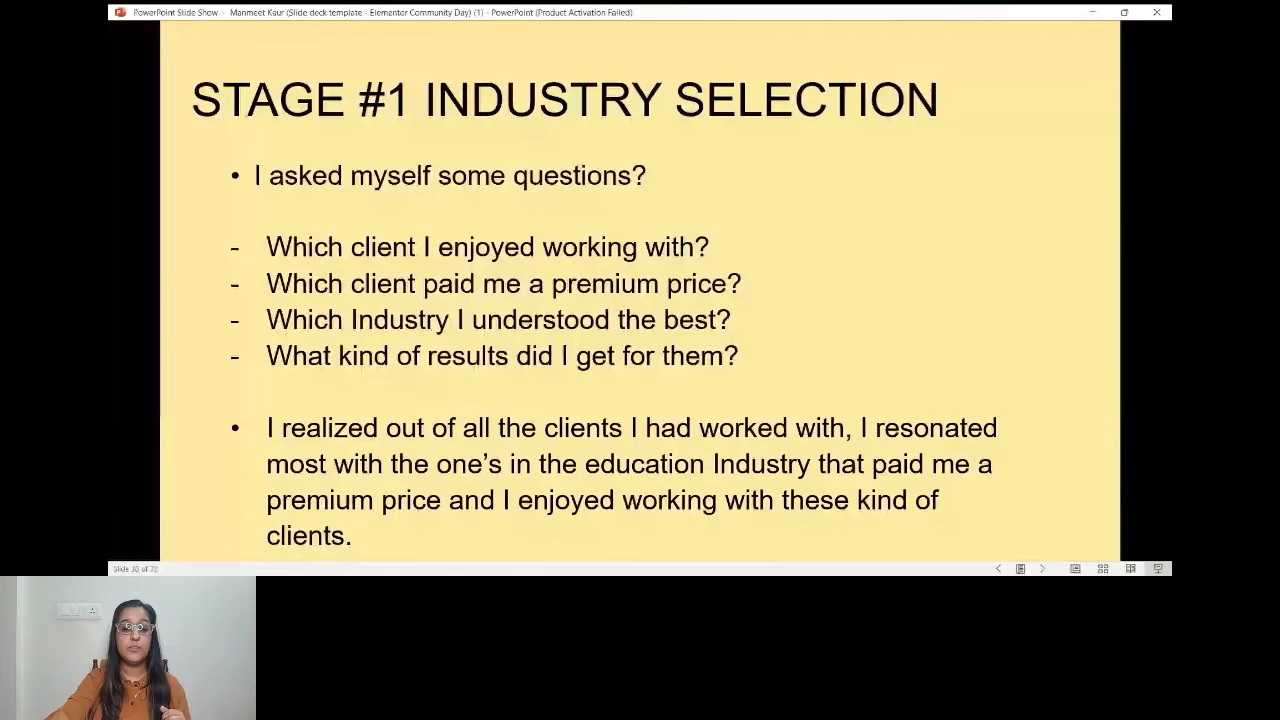 PowerPoint Slide Show - Manmeet Kaur (Slide deck template - Elementor Community Day) (1) - PowerPoint (Product Activation Failed)
STAGE #1 INDUSTRY SELECTION
• I asked myself some questions?
- Which client I enjoyed working with?
- Which client paid me a premium price?
- Which Industry I understood the best?
- What kind of results did I get for them?
• I realized out of all the clients I had worked with, I resonated
most with the one's in the education Industry that paid me a
premium price and I enjoyed working with these kind of
clients.
Slide 30 of 72